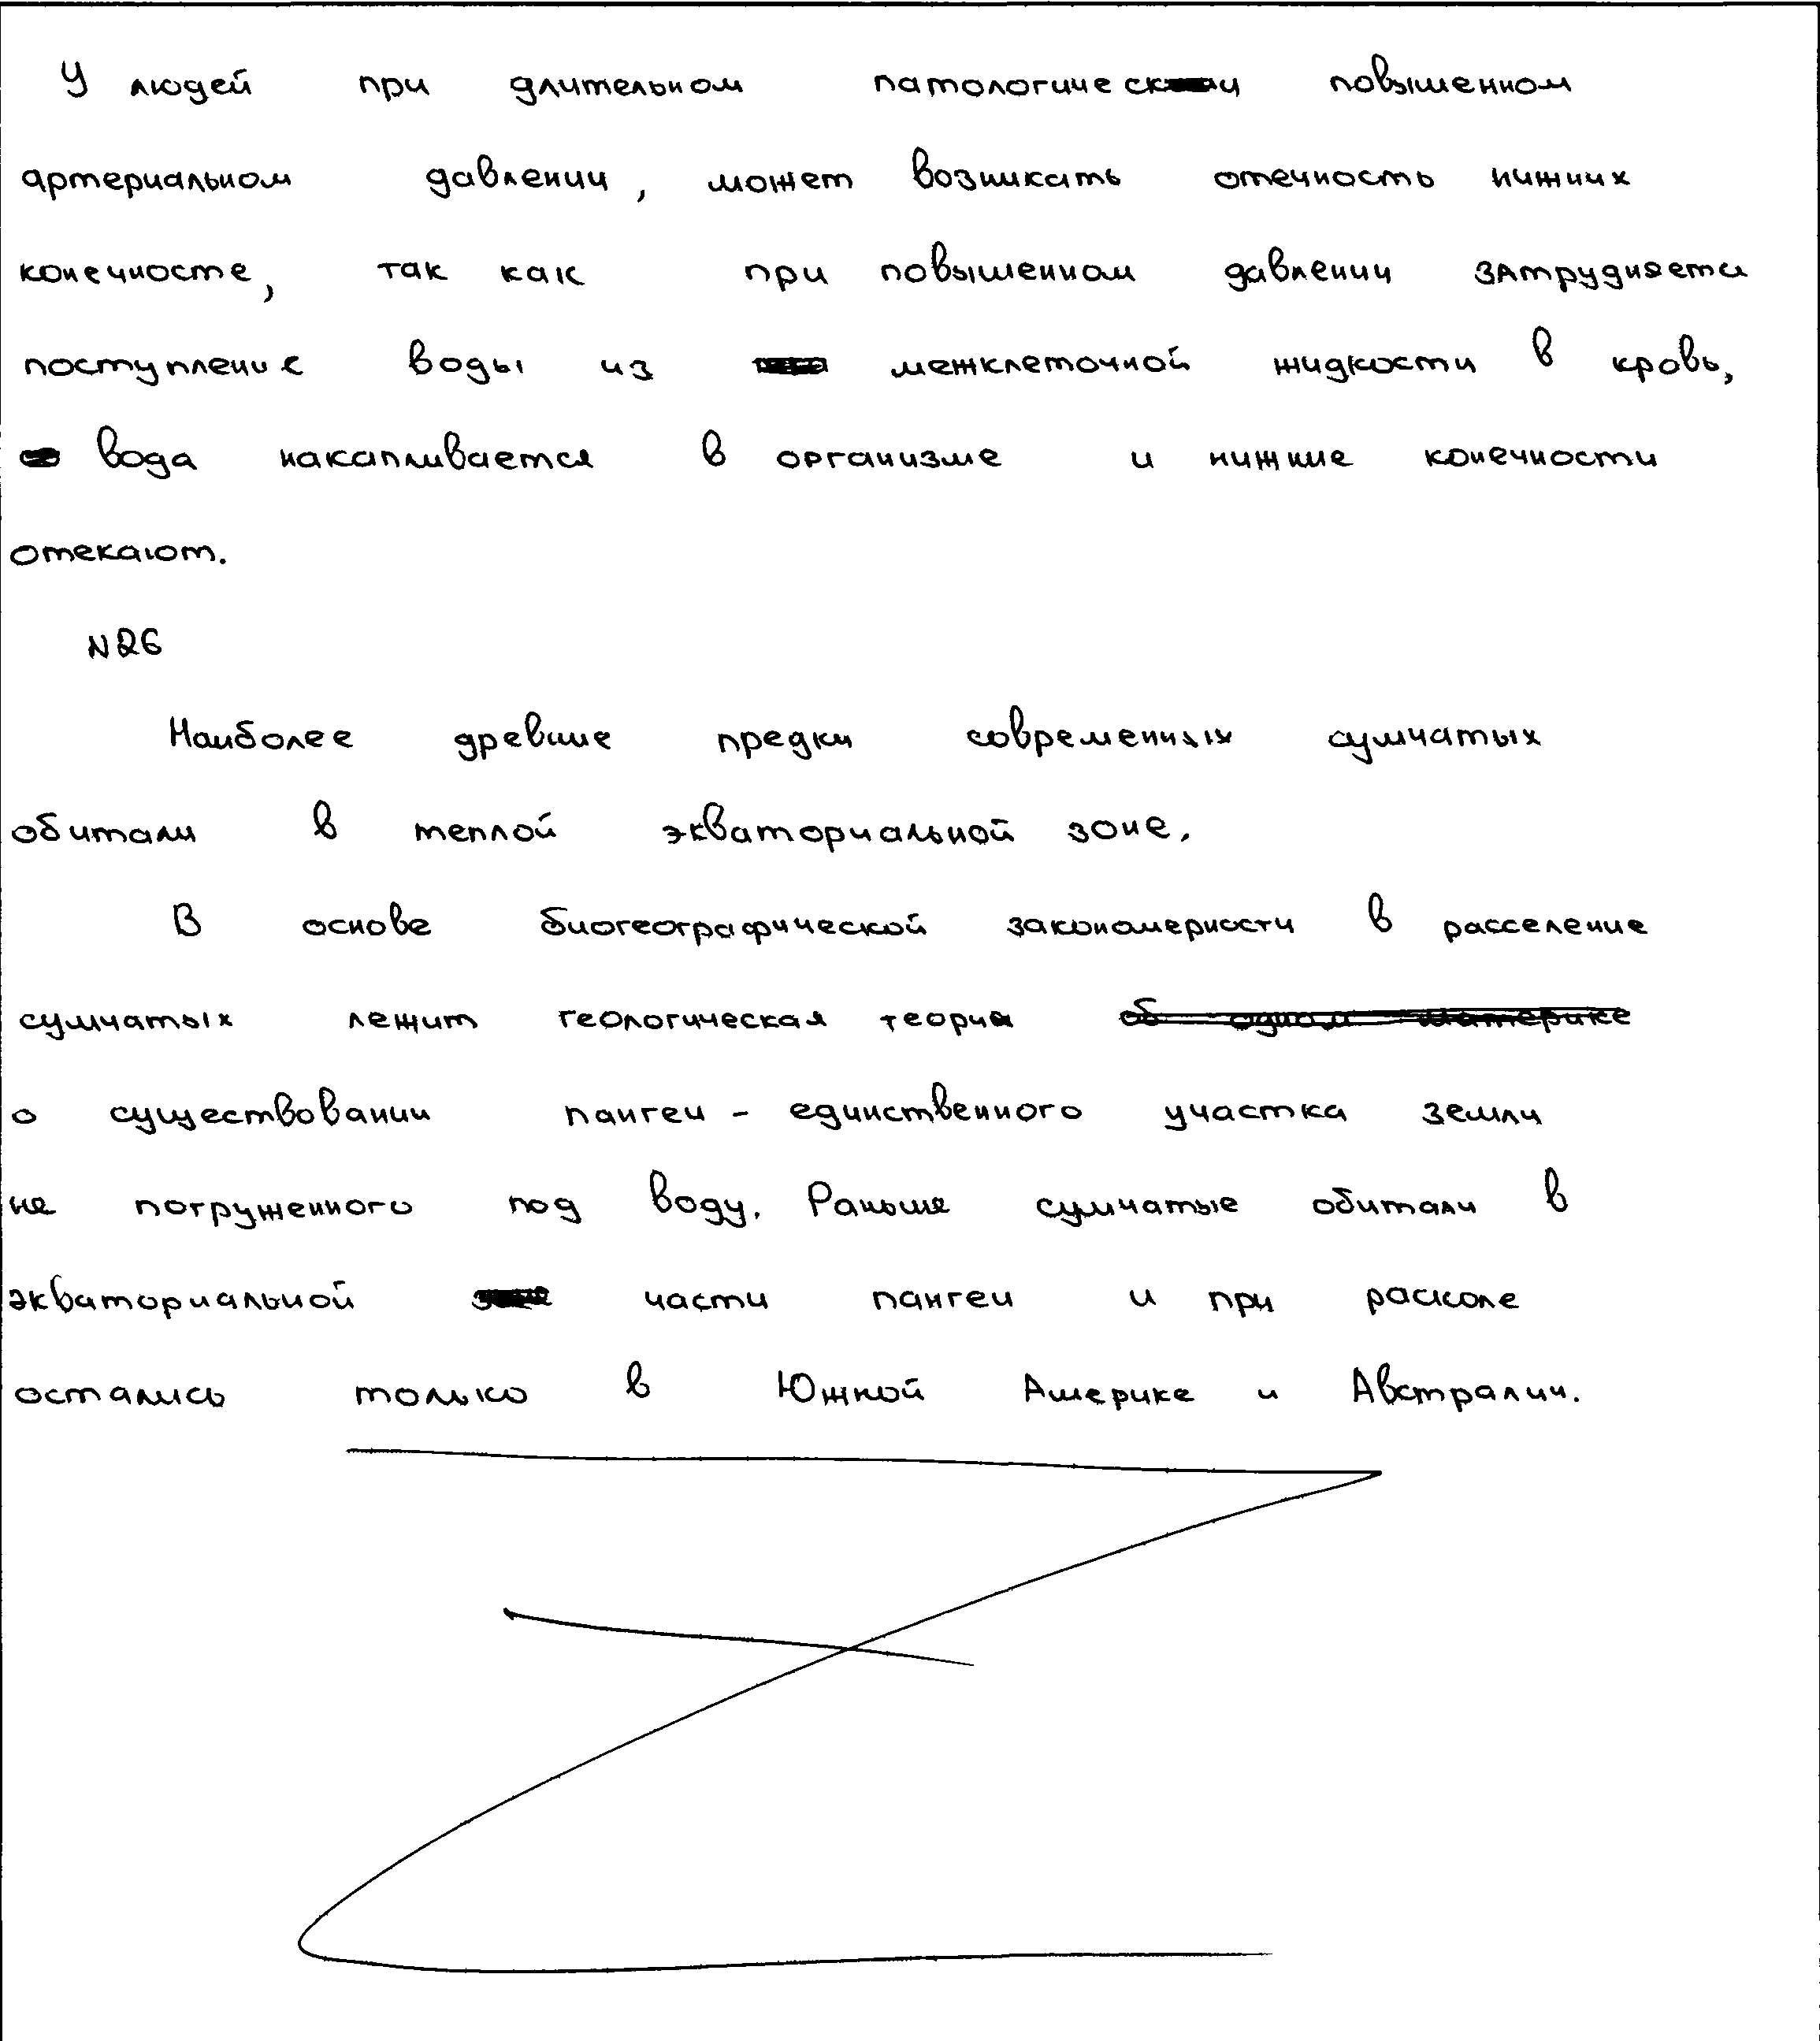 У людей при длительном патологически повышенном
артериальном давлении, может возникать отечность нижних
конечносте, так как при повышенном давлении затрудняется
поступление воды из межклеточной жидкости в кровь,
вода накапливается в организме и нижние конечности
отекают.
N26
Наиболее древние предки современных сумчатых
обитали в теплой экваториальной зоне.
В основе биогеографической закономерности в расселение
сумчатых лежит геологическая теория об одном материке
о существовании пангеи - единственного участка земли
не погруженного под воду. Раньше сумчатые обитали в
экваториальной части пангеи и при расколе
остались только в Южной Америке и Австралии.